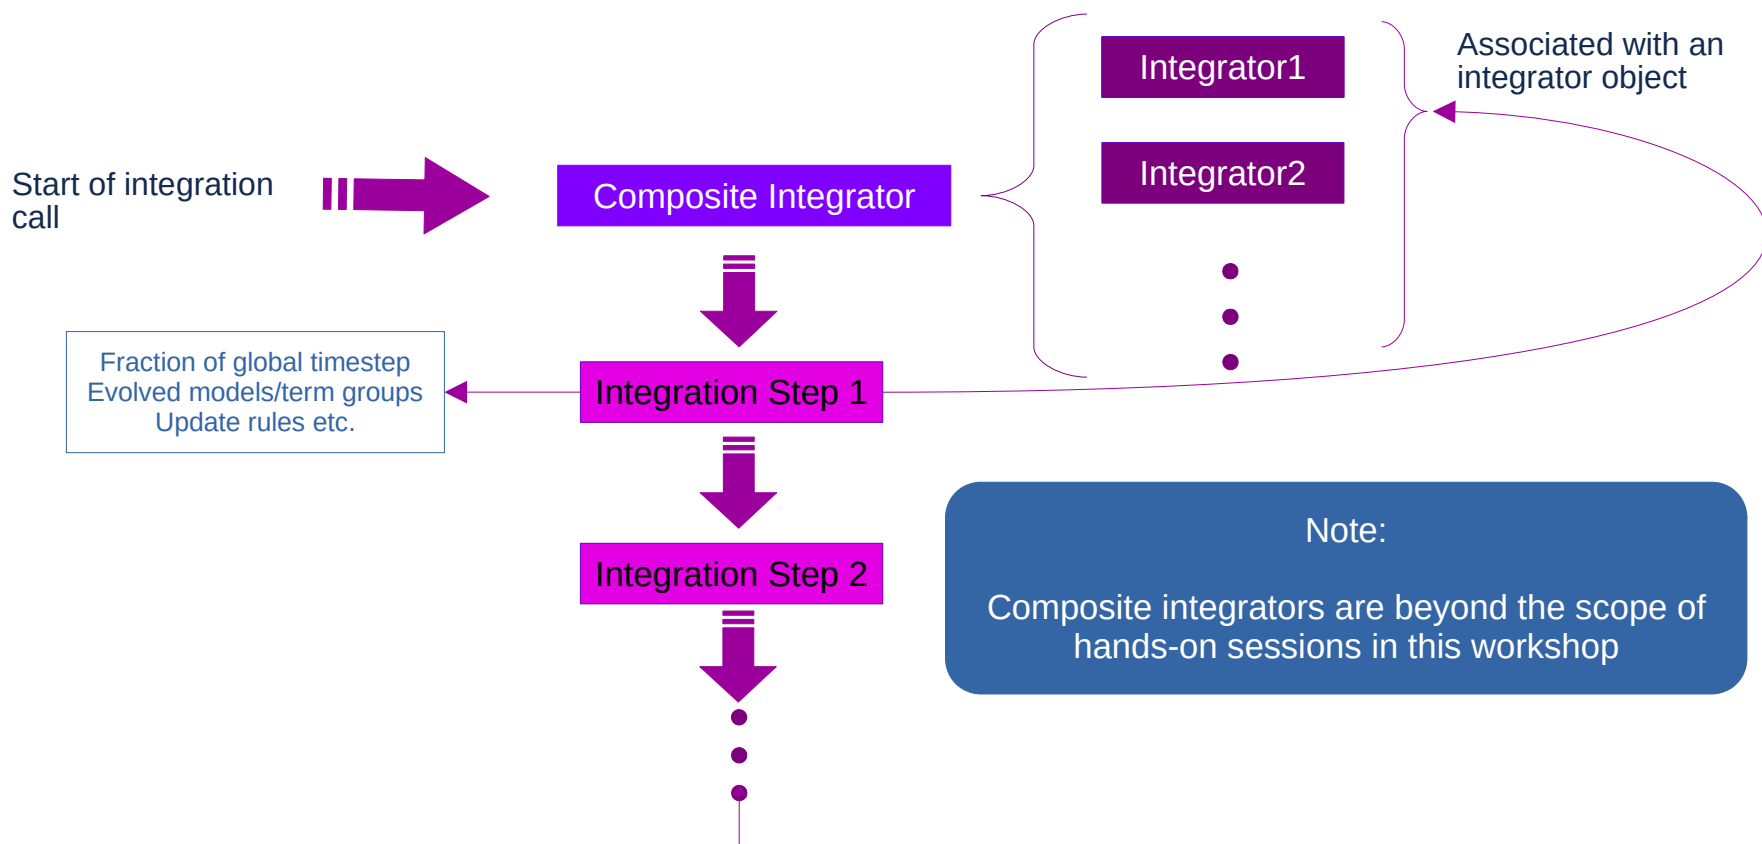 Integrator1
Associated with an
integrator object
Integrator2
Start of integration
call
Composite Integrator
Fraction of global timestep
Evolved models/term groups
Update rules etc.
Integration Step 1
Integration Step 2
Note:
Composite integrators are beyond the scope of
hands-on sessions in this workshop